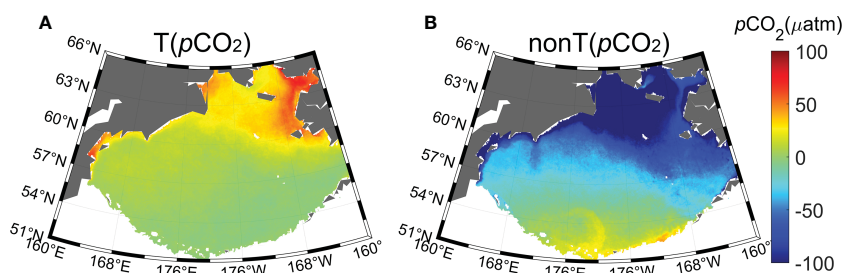 A
T(pCO₂)
66°N
63°N
60°N
57°N
54°N
51°N
160°E
168°E
176°E
176°W
168°W
160°
B
nonT(pCO₂)
66°N
63°N
60°N
57°N
54°N
51°N
160°E
168°E
176°E
176°W
168°W
160°
pCO₂(μatm)
100
50
0
-50
-100